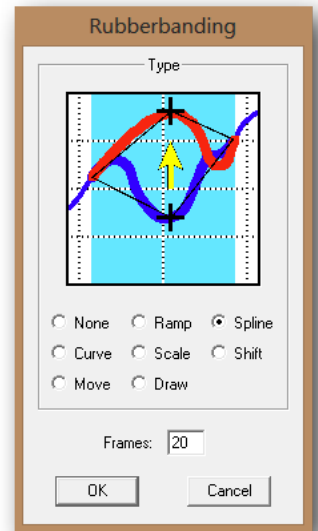 Rubberbanding
Type
None Ramp Spline
Curve Scale Shift
Move Draw
Frames: 20
OK Cancel